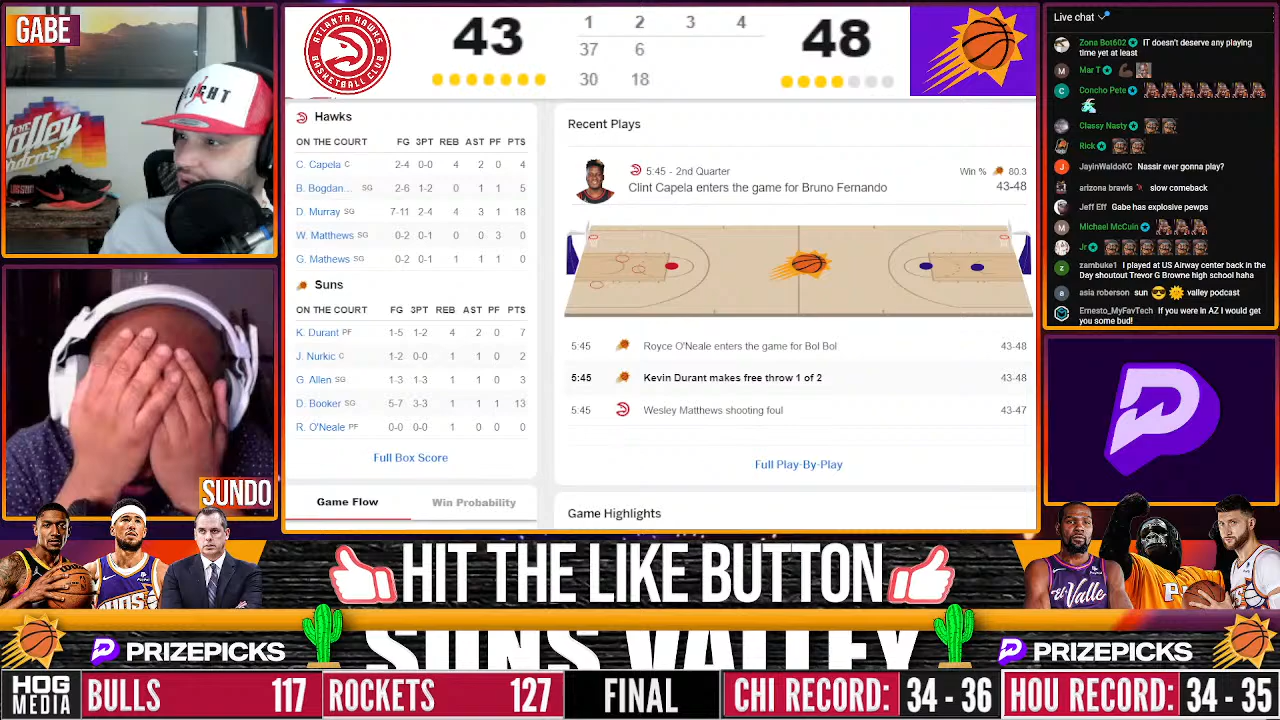 GABE
FLIGHT
THE
Valley
Podcast
ATLANTA HAWKS
BASKETBALL CLUB
43
1 2 3 4
37 6
30 18
48
Hawks
ON THE COURT FG 3PT REB AST PF PTS
C. Capela C 2-4 0-0 4 2 0 4
B. Bogdan... SG 2-6 1-2 0 1 1 5
D. Murray SG 7-11 2-4 4 3 1 18
W. Matthews SG 0-2 0-1 0 0 3 0
G. Mathews SG 0-2 0-1 1 1 1 0
Suns
ON THE COURT FG 3PT REB AST PF PTS
K. Durant PF 1-5 1-2 4 2 0 7
J. Nurkic C 1-2 0-0 1 1 0 2
G. Allen SG 1-3 1-3 1 1 0 3
D. Booker SG 5-7 3-3 1 1 1 13
R. O'Neale PF 0-0 0-0 1 0 0 0
Full Box Score
Game Flow Win Probability
Recent Plays
5:45 - 2nd Quarter Win % 80.3
Clint Capela enters the game for Bruno Fernando 43-48
5:45 Royce O'Neale enters the game for Bol Bol 43-48
5:45 Kevin Durant makes free throw 1 of 2 43-48
5:45 Wesley Matthews shooting foul 43-47
Full Play-By-Play
Game Highlights
Live chat
Zona Bot602 IT doesn't deserve any playing
time yet at least
Mar T
Concho Pete
Classy Nasty
Rick
JayinWaldoKC Nassir ever gonna play?
arizona brawls slow comeback
Jeff Elf Gabe has explosive pewps
Michael McCuin
Jr
zambuke1 I played at US Airway center back in the
Day shoutout Trevor G Browne high school haha
asia roberson sun valley podcast
Ernesto_MyFavTech If you were in AZ I would get
you some bud!
SUNDO
HIT THE LIKE BUTTON
SUNS VALLEY
PRIZEPICKS
PRIZEPICKS
HOG
MEDIA
BULLS 117 ROCKETS 127 FINAL CHI RECORD: 34 - 36 HOU RECORD: 34 - 35